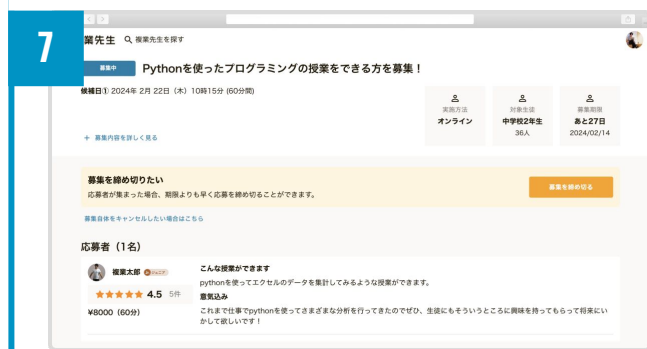 7
業先生 複業先生を探す
募集中 Pythonを使ったプログラミングの授業をできる方を募集！
候補日① 2024年 2月 22日（木）10時15分 (60分間)
実施方法
オンライン
対象生徒
中学校2年生
36人
募集期限
あと27日
2024/02/14
+ 募集内容を詳しく見る
募集を締め切りたい
応募者が集まった場合、期限よりも早く応募を締め切ることができます。
募集を締め切る
募集自体をキャンセルしたい場合はこちら
応募者（1名）
複業太郎 ジュニア
4.5 5件
¥8000（60分）
こんな授業ができます
pythonを使ってエクセルのデータを集計してみるような授業ができます。
意気込み
これまで仕事でpythonを使ってさまざまな分析を行ってきたのでぜひ、生徒にもそういうところに興味を持ってもらって将来にい
かして欲しいです！